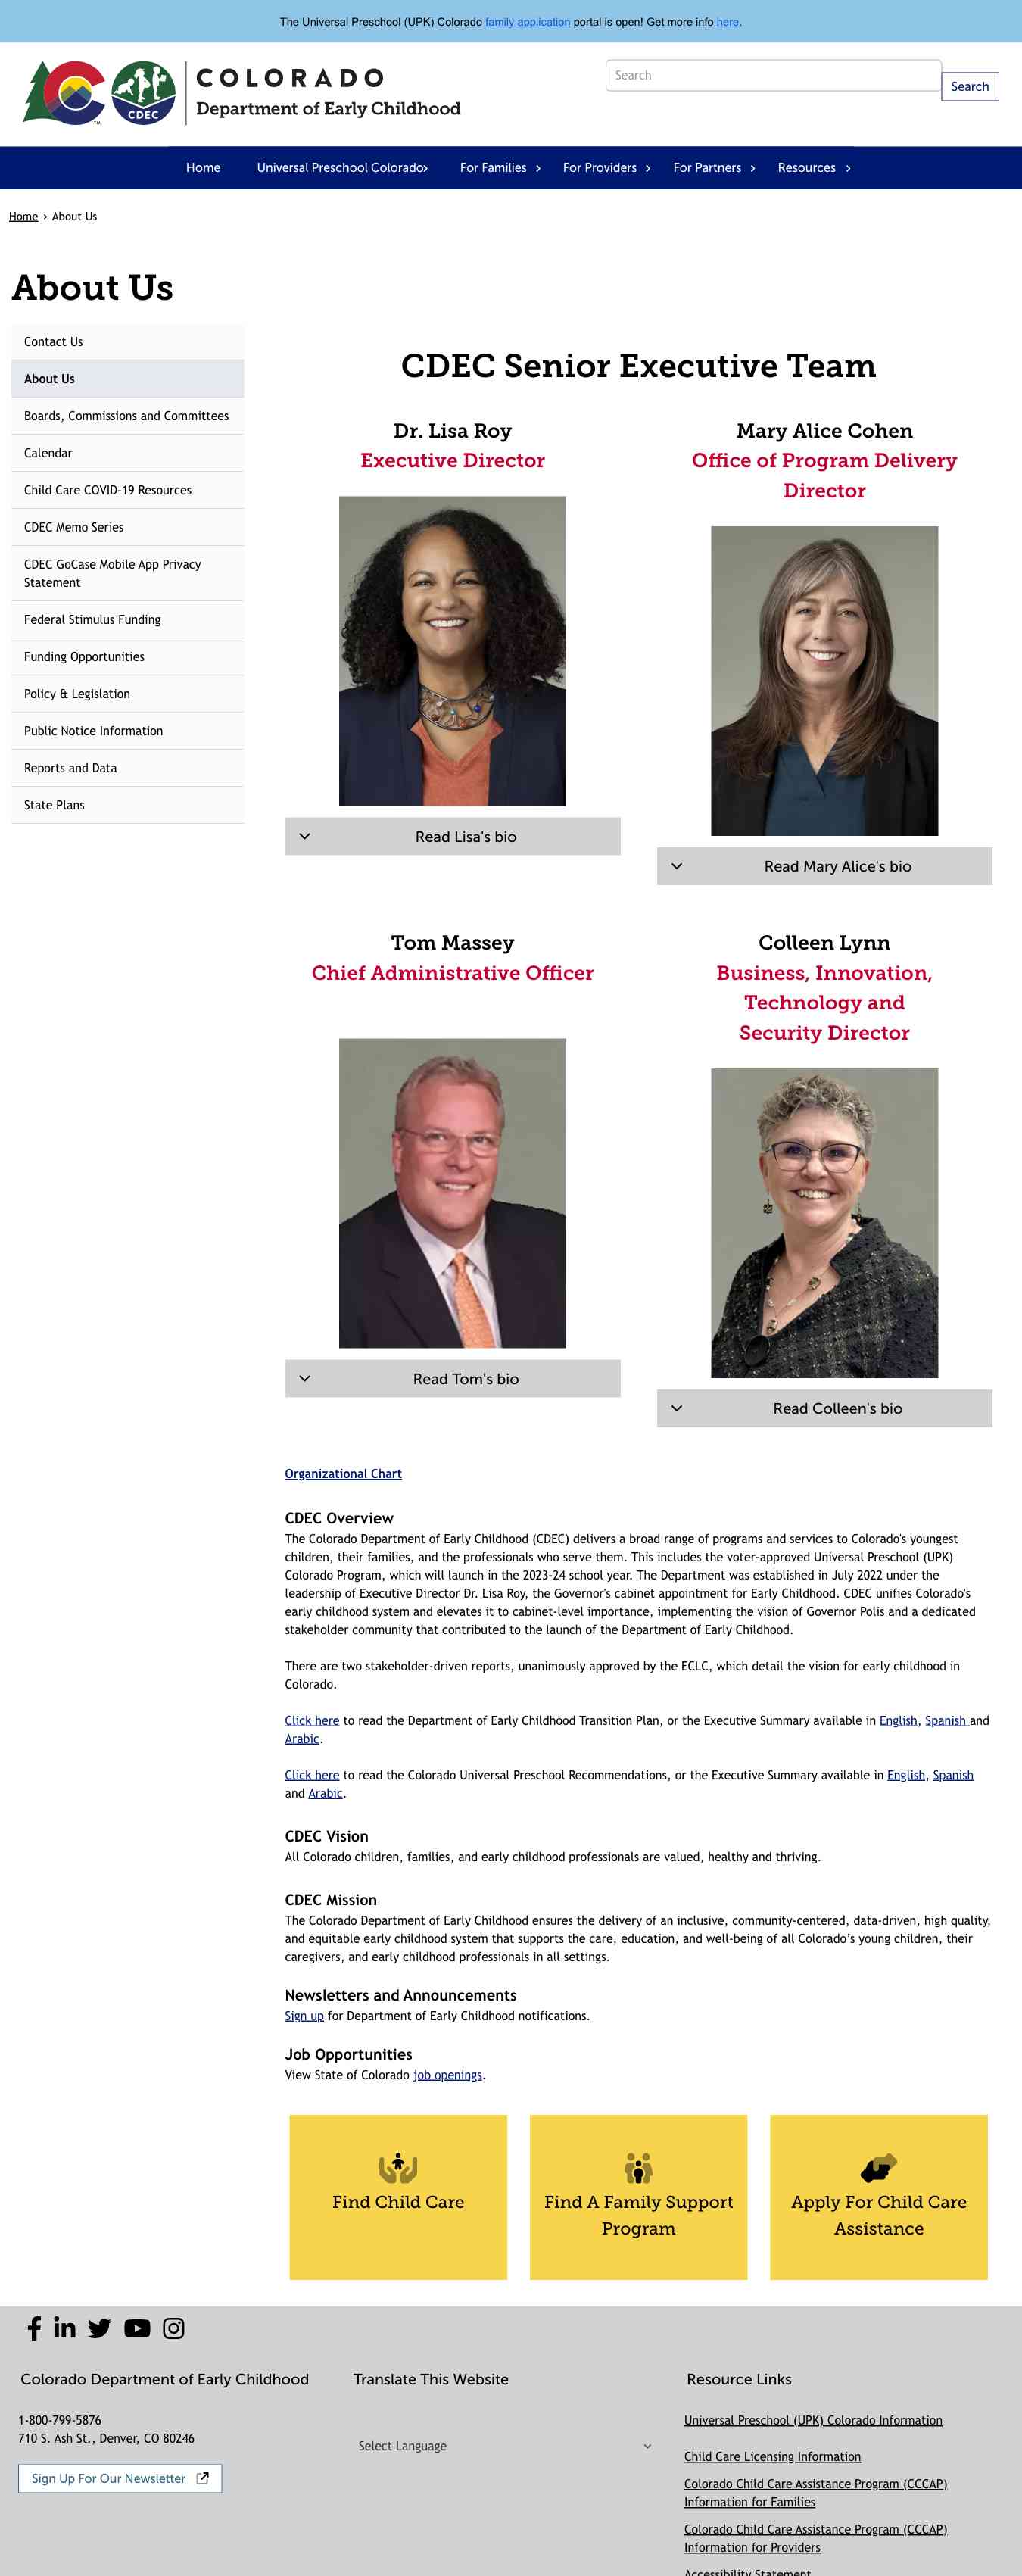 The Universal Preschool (UPK) Colorado family application portal is open! Get more info here.
CDEC
TM
COLORADO
Department of Early Childhood
Search
Search
Home
Universal Preschool Colorado
For Families
For Providers
For Partners
Resources
Home › About Us
About Us
Contact Us
About Us
Boards, Commissions and Committees
Calendar
Child Care COVID-19 Resources
CDEC Memo Series
CDEC GoCase Mobile App Privacy
Statement
Federal Stimulus Funding
Funding Opportunities
Policy & Legislation
Public Notice Information
Reports and Data
State Plans
CDEC Senior Executive Team
Dr. Lisa Roy
Executive Director
Read Lisa's bio
Mary Alice Cohen
Office of Program Delivery
Director
Read Mary Alice's bio
Tom Massey
Chief Administrative Officer
Read Tom's bio
Colleen Lynn
Business, Innovation,
Technology and
Security Director
Read Colleen's bio
Organizational Chart
CDEC Overview
The Colorado Department of Early Childhood (CDEC) delivers a broad range of programs and services to Colorado's youngest
children, their families, and the professionals who serve them. This includes the voter-approved Universal Preschool (UPK)
Colorado Program, which will launch in the 2023-24 school year. The Department was established in July 2022 under the
leadership of Executive Director Dr. Lisa Roy, the Governor's cabinet appointment for Early Childhood. CDEC unifies Colorado's
early childhood system and elevates it to cabinet-level importance, implementing the vision of Governor Polis and a dedicated
stakeholder community that contributed to the launch of the Department of Early Childhood.
There are two stakeholder-driven reports, unanimously approved by the ECLC, which detail the vision for early childhood in
Colorado.
Click here to read the Department of Early Childhood Transition Plan, or the Executive Summary available in English, Spanish and
Arabic.
Click here to read the Colorado Universal Preschool Recommendations, or the Executive Summary available in English, Spanish
and Arabic.
CDEC Vision
All Colorado children, families, and early childhood professionals are valued, healthy and thriving.
CDEC Mission
The Colorado Department of Early Childhood ensures the delivery of an inclusive, community-centered, data-driven, high quality,
and equitable early childhood system that supports the care, education, and well-being of all Colorado’s young children, their
caregivers, and early childhood professionals in all settings.
Newsletters and Announcements
Sign up for Department of Early Childhood notifications.
Job Opportunities
View State of Colorado job openings.
Find Child Care
Find A Family Support
Program
Apply For Child Care
Assistance
Colorado Department of Early Childhood
1-800-799-5876
710 S. Ash St., Denver, CO 80246
Sign Up For Our Newsletter
Translate This Website
Select Language
Resource Links
Universal Preschool (UPK) Colorado Information
Child Care Licensing Information
Colorado Child Care Assistance Program (CCCAP)
Information for Families
Colorado Child Care Assistance Program (CCCAP)
Information for Providers
Accessibility Statement